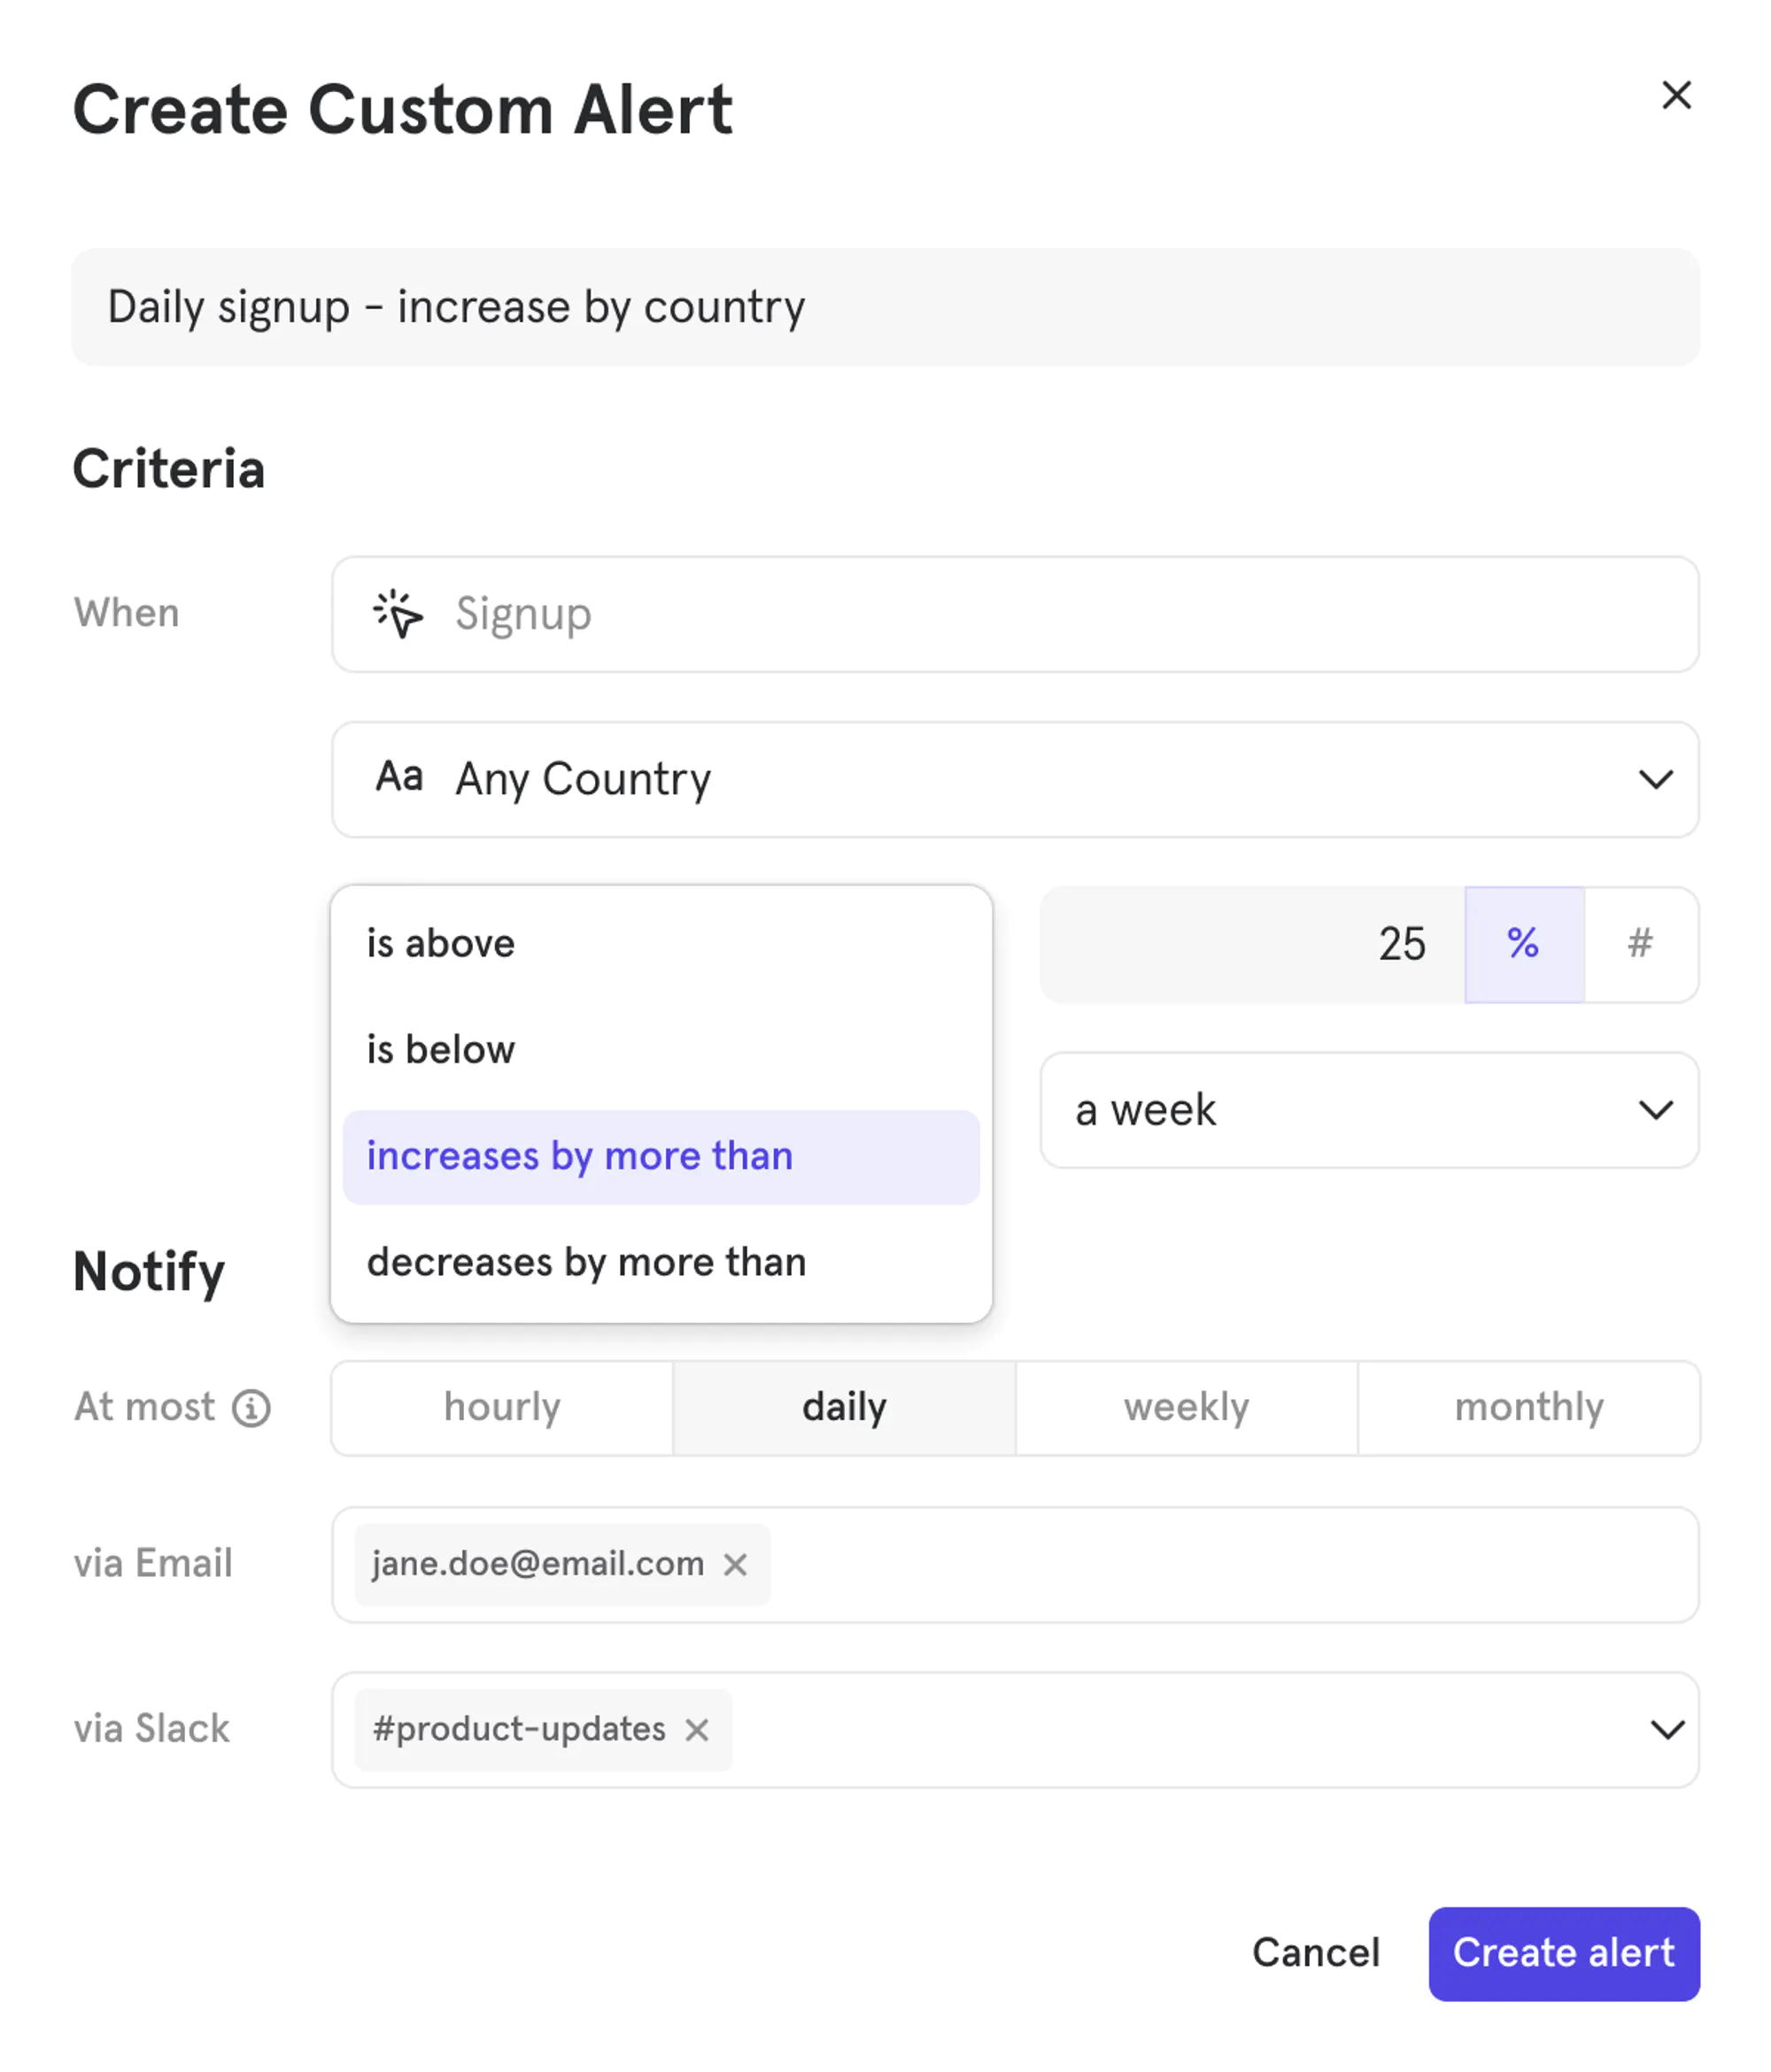 Create Custom Alert
Daily signup - increase by country
Criteria
When
Signup
Aa Any Country
is above
is below
increases by more than
decreases by more than
25 % #
a week
Notify
At most hourly daily weekly monthly
via Email jane.doe@email.com
via Slack #product-updates
Cancel Create alert